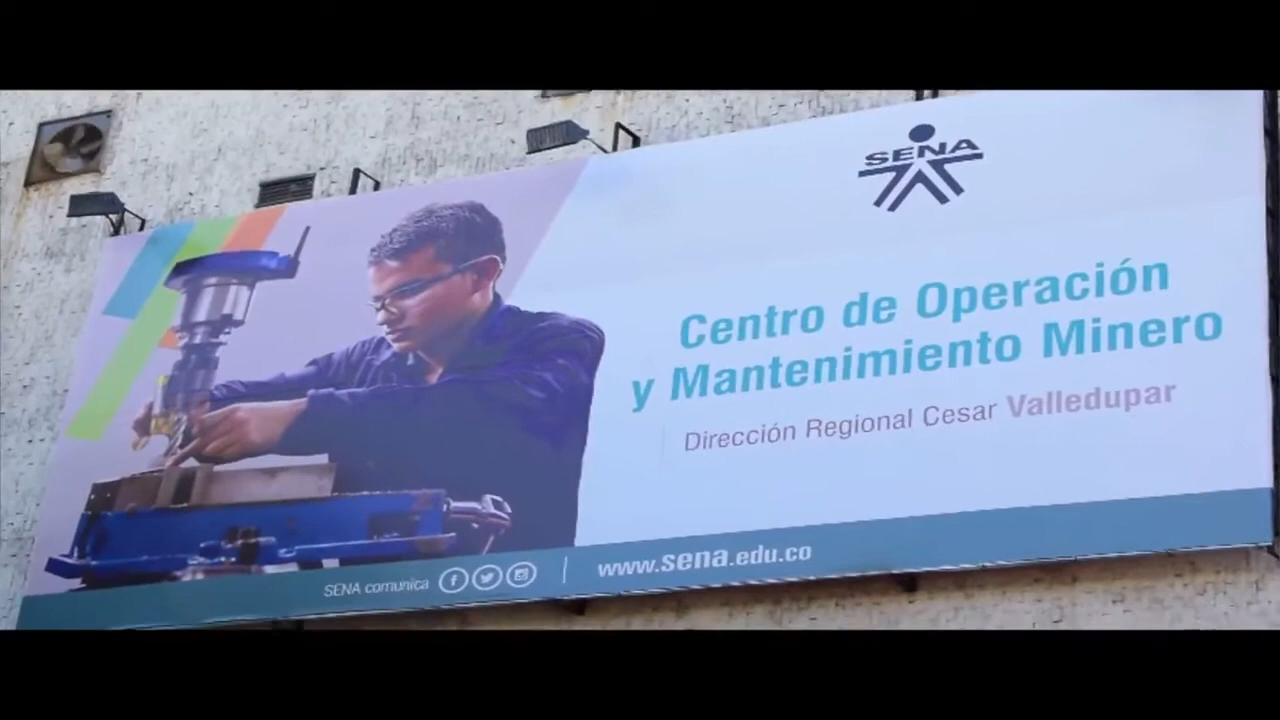 SENA
Centro de Operación
y Mantenimiento Minero
Dirección Regional Cesar Valledupar
SENA comunica
www.sena.edu.co